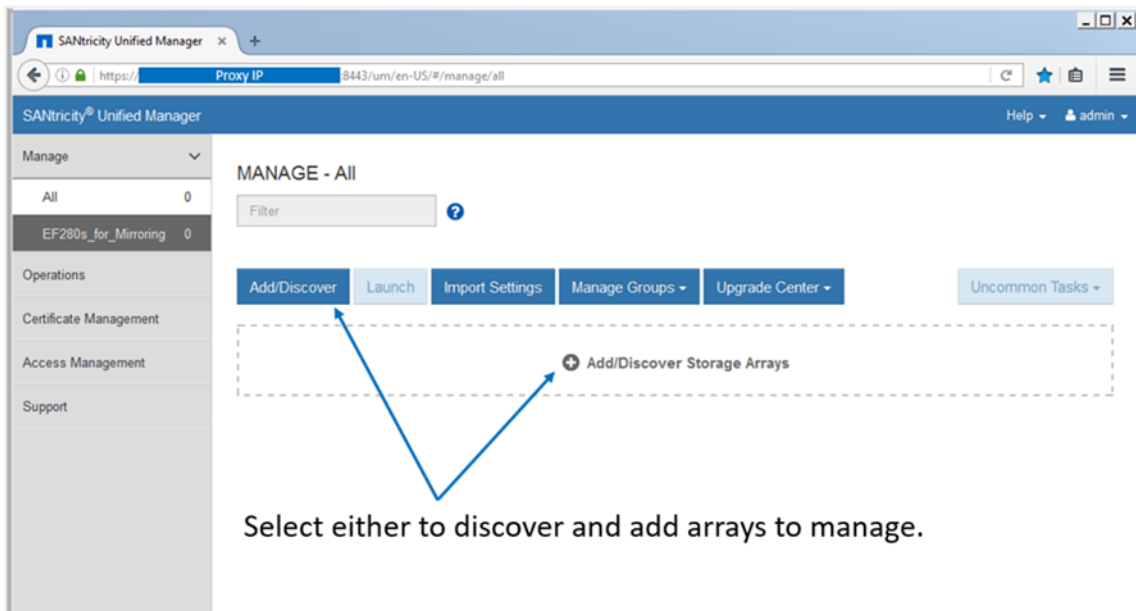 SANtricity Unified Manager × +
https:// Proxy IP :8443/um/en-US/#/manage/all
SANtricity® Unified Manager Help admin
Manage
All 0
EF280s_for_Mirroring 0
Operations
Certificate Management
Access Management
Support
MANAGE - All
Filter
Add/Discover Launch Import Settings Manage Groups Upgrade Center Uncommon Tasks
Add/Discover Storage Arrays
Select either to discover and add arrays to manage.